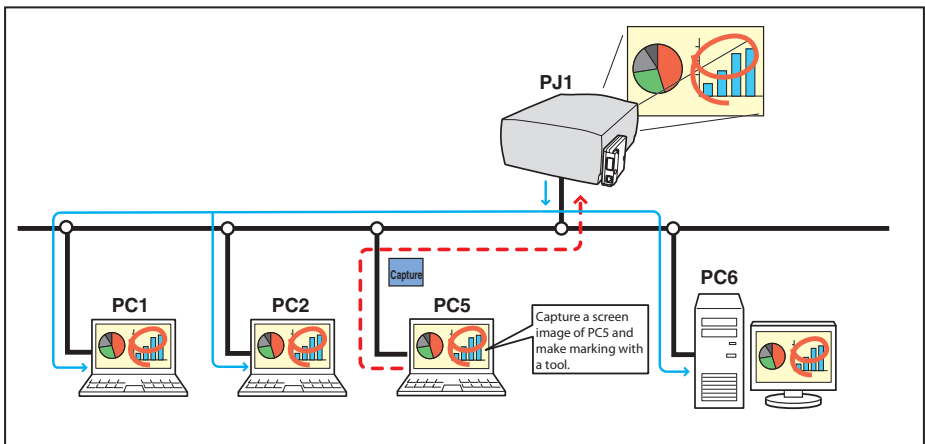 PJ1
Capture
PC6
PC1
PC2
PC5
Capture a screen
image of PC5 and
make marking with
a tool.